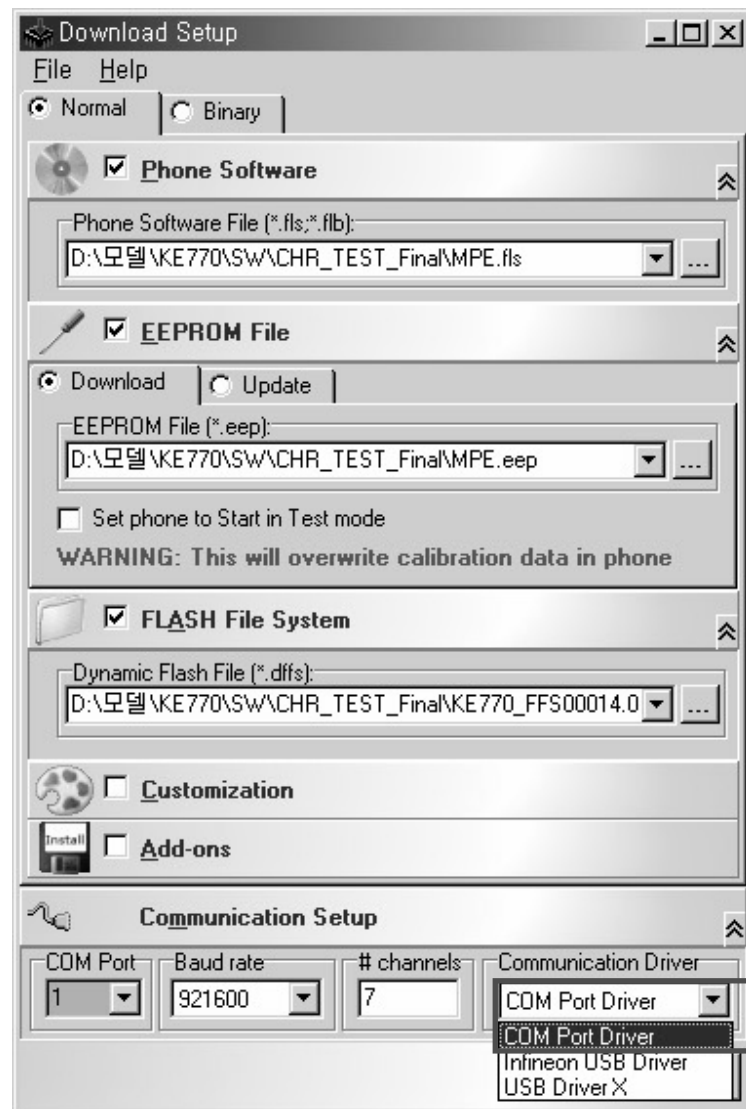 Download Setup
File Help
Normal Binary
Phone Software
Phone Software File (*.fls;*.flb):
D:\모델\KE770\SW\CHR_TEST_Final\MPE.fls ...
EEPROM File
Download Update
EEPROM File (*.eep):
D:\모델\KE770\SW\CHR_TEST_Final\MPE.eep ...
Set phone to Start in Test mode
WARNING: This will overwrite calibration data in phone
FLASH File System
Dynamic Flash File (*.dffs):
D:\모델\KE770\SW\CHR_TEST_Final\KE770_FFS00014.0 ...
Customization
Install
Add-ons
Communication Setup
COM Port Baud rate # channels Communication Driver
1 921600 7 COM Port Driver
COM Port Driver
Infineon USB Driver
USB Driver X